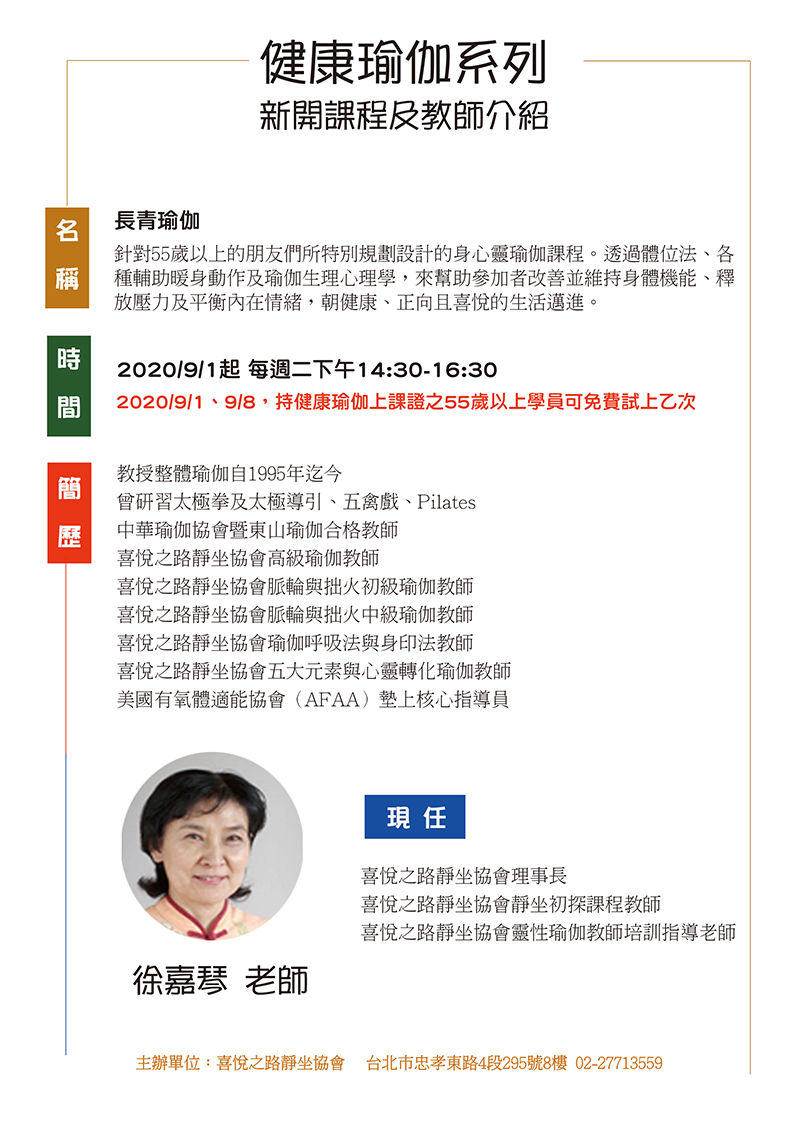 健康瑜伽系列
新開課程及教師介紹
名稱
長青瑜伽
針對55歲以上的朋友們所特別規劃設計的身心靈瑜伽課程。透過體位法、各
種輔助暖身動作及瑜伽生理心理學，來幫助參加者改善並維持身體機能、釋
放壓力及平衡內在情緒，朝健康、正向且喜悅的生活邁進。
時間
2020/9/1起 每週二下午14:30-16:30
2020/9/1、9/8，持健康瑜伽上課證之55歲以上學員可免費試上乙次
簡歷
教授整體瑜伽自1995年迄今
曾研習太極拳及太極導引、五禽戲、Pilates
中華瑜伽協會暨東山瑜伽合格教師
喜悅之路靜坐協會高級瑜伽教師
喜悅之路靜坐協會脈輪與拙火初級瑜伽教師
喜悅之路靜坐協會脈輪與拙火中級瑜伽教師
喜悅之路靜坐協會瑜伽呼吸法與身印法教師
喜悅之路靜坐協會五大元素與心靈轉化瑜伽教師
美國有氧體適能協會（AFAA）墊上核心指導員
現任
喜悅之路靜坐協會理事長
喜悅之路靜坐協會靜坐初探課程教師
喜悅之路靜坐協會靈性瑜伽教師培訓指導老師
徐嘉琴 老師
主辦單位：喜悅之路靜坐協會 台北市忠孝東路4段295號8樓 02-27713559